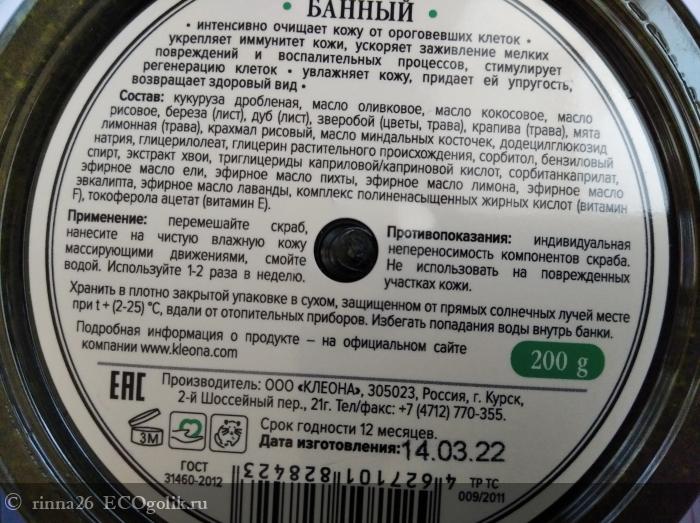 • БАННЫЙ •
• интенсивно очищает кожу от ороговевших клеток •
укрепляет иммунитет кожи, ускоряет заживление мелких
повреждений и воспалительных процессов, стимулирует
регенерацию клеток • увлажняет кожу, придает ей упругость,
возвращает здоровый вид •
Состав: кукуруза дробленая, масло оливковое, масло кокосовое, масло
рисовое, береза (лист), дуб (лист), зверобой (цветы, трава), крапива (трава), мята
лимонная (трава), крахмал рисовый, масло миндальных косточек, додецилглюкозид
натрия, глицерилолеат, глицерин растительного происхождения, сорбитол, бензиловый
спирт, экстракт хвои, триглицериды каприловой/каприновой кислот, сорбитанкаприлат,
эфирное масло ели, эфирное масло пихты, эфирное масло лимона, эфирное масло
эвкалипта, эфирное масло лаванды, комплекс полиненасыщенных жирных кислот (витамин
F), токоферола ацетат (витамин Е).
Применение: перемешайте скраб,
нанесите на чистую влажную кожу
массирующими движениями, смойте
водой. Используйте 1-2 раза в неделю.
Противопоказания: индивидуальная
непереносимость компонентов скраба.
Не использовать на поврежденных
участках кожи.
Хранить в плотно закрытой упаковке в сухом, защищенном от прямых солнечных лучей месте
при t + (2-25) °С, вдали от отопительных приборов. Избегать попадания воды внутрь банки.
Подробная информация о продукте – на официальном сайте
компании www.kleona.com
200 g
EAC
Производитель: ООО «КЛЕОНА», 305023, Россия, г. Курск,
2-й Шоссейный пер., 21г. Тел/факс: +7 (4712) 770-355.
3M
Срок годности 12 месяцев.
Дата изготовления: 14.03.22
ГОСТ
31460-2012
4 627101 828423
ТР ТС
009/2011
© rinna26 ECOgolik.ru